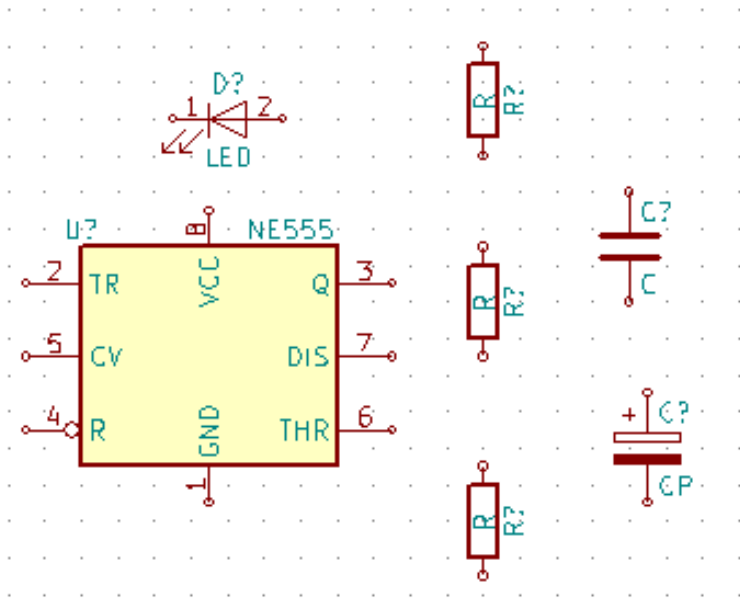 D?
1 2
LED
R R?
U? 8 NE555
VCC
2 TR Q 3
5 CV DIS 7
4 R THR 6
GND
1
R R?
R R?
C?
C
+ C?
CP